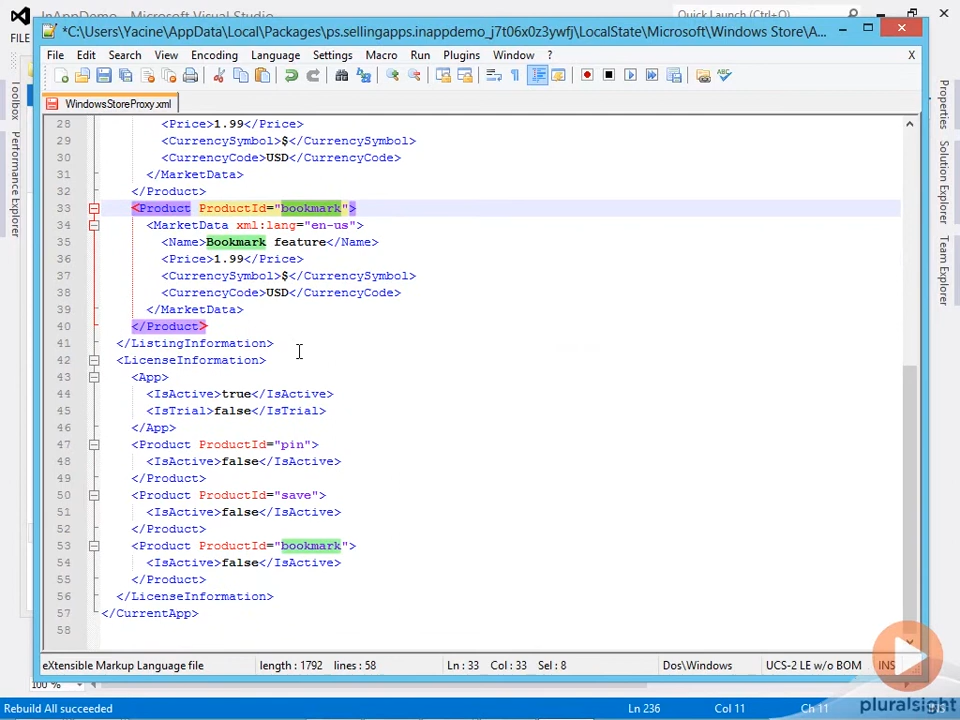 InAppDemo - Microsoft Visual Studio
Quick Launch (Ctrl+Q)
FILE
*C:\Users\Yacine\AppData\Local\Packages\ps.sellingapps.inappdemo_j7t06x0z3ywfj\LocalState\Microsoft\Windows Store\A...
File Edit Search View Encoding Language Settings Macro Run Plugins Window ? X
WindowsStoreProxy.xml
Toolbox
Performance Explorer
Properties
Solution Explorer
Team Explorer
28 <Price>1.99</Price>
29 <CurrencySymbol>$</CurrencySymbol>
30 <CurrencyCode>USD</CurrencyCode>
31 </MarketData>
32 </Product>
33 <Product ProductId="bookmark">
34 <MarketData xml:lang="en-us">
35 <Name>Bookmark feature</Name>
36 <Price>1.99</Price>
37 <CurrencySymbol>$</CurrencySymbol>
38 <CurrencyCode>USD</CurrencyCode>
39 </MarketData>
40 </Product>
41 </ListingInformation>
42 <LicenseInformation>
43 <App>
44 <IsActive>true</IsActive>
45 <IsTrial>false</IsTrial>
46 </App>
47 <Product ProductId="pin">
48 <IsActive>false</IsActive>
49 </Product>
50 <Product ProductId="save">
51 <IsActive>false</IsActive>
52 </Product>
53 <Product ProductId="bookmark">
54 <IsActive>false</IsActive>
55 </Product>
56 </LicenseInformation>
57 </CurrentApp>
58
eXtensible Markup Language file length : 1792 lines : 58 Ln : 33 Col : 33 Sel : 8 Dos\Windows UCS-2 LE w/o BOM INS
100 %
Rebuild All succeeded Ln 236 Col 11 Ch 11 INS
pluralsight